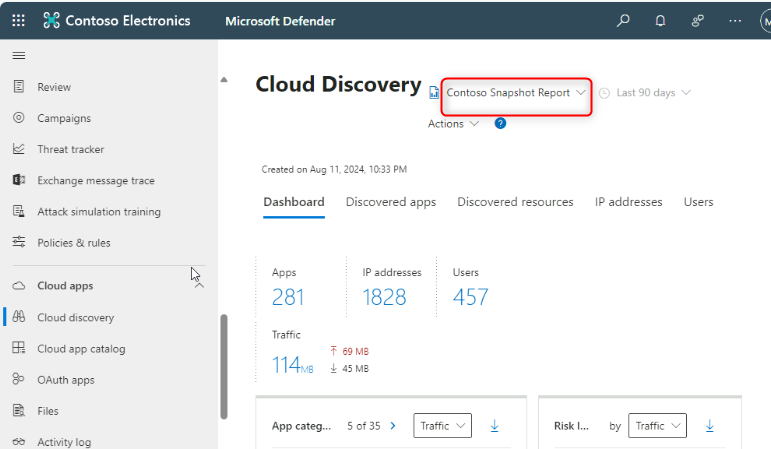 Contoso Electronics
Microsoft Defender
M
Review
Campaigns
Threat tracker
Exchange message trace
Attack simulation training
Policies & rules
Cloud apps
Cloud discovery
Cloud app catalog
OAuth apps
Files
Activity log
Cloud Discovery
Contoso Snapshot Report
Last 90 days
Actions
?
Created on Aug 11, 2024, 10:33 PM
Dashboard Discovered apps Discovered resources IP addresses Users
Apps IP addresses Users
281 1828 457
Traffic
114 MB
69 MB
45 MB
App categ... 5 of 35 > Traffic
Risk l... by Traffic